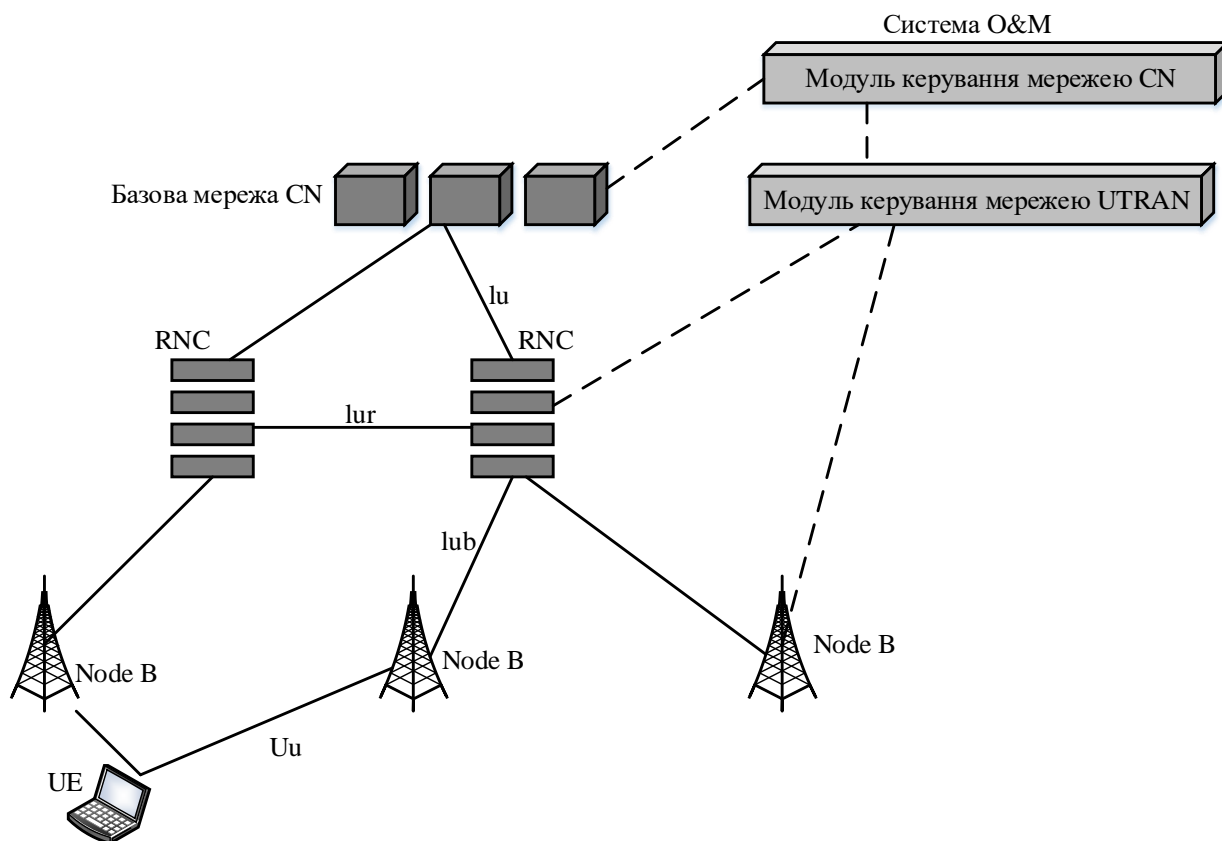 Система O&M
Модуль керування мережею CN
Базова мережа CN
Модуль керування мережею UTRAN
lu
RNC
RNC
lur
lub
Node B
Node B
Node B
Uu
UE